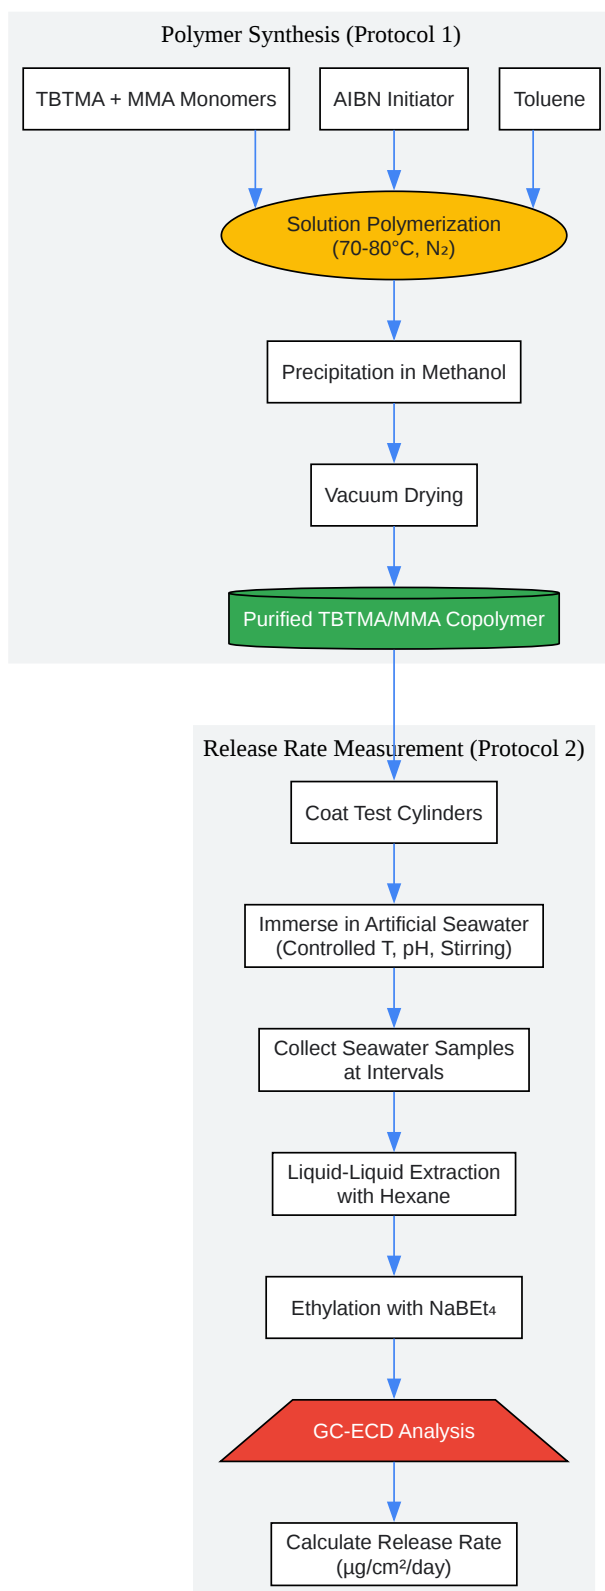 Polymer Synthesis (Protocol 1)
TBTMA + MMA Monomers
AIBN Initiator
Toluene
Solution Polymerization
(70-80°C, N₂)
Precipitation in Methanol
Vacuum Drying
Purified TBTMA/MMA Copolymer
Release Rate Measurement (Protocol 2)
Coat Test Cylinders
Immerse in Artificial Seawater
(Controlled T, pH, Stirring)
Collect Seawater Samples
at Intervals
Liquid-Liquid Extraction
with Hexane
Ethylation with NaBEt₄
GC-ECD Analysis
Calculate Release Rate
(µg/cm²/day)